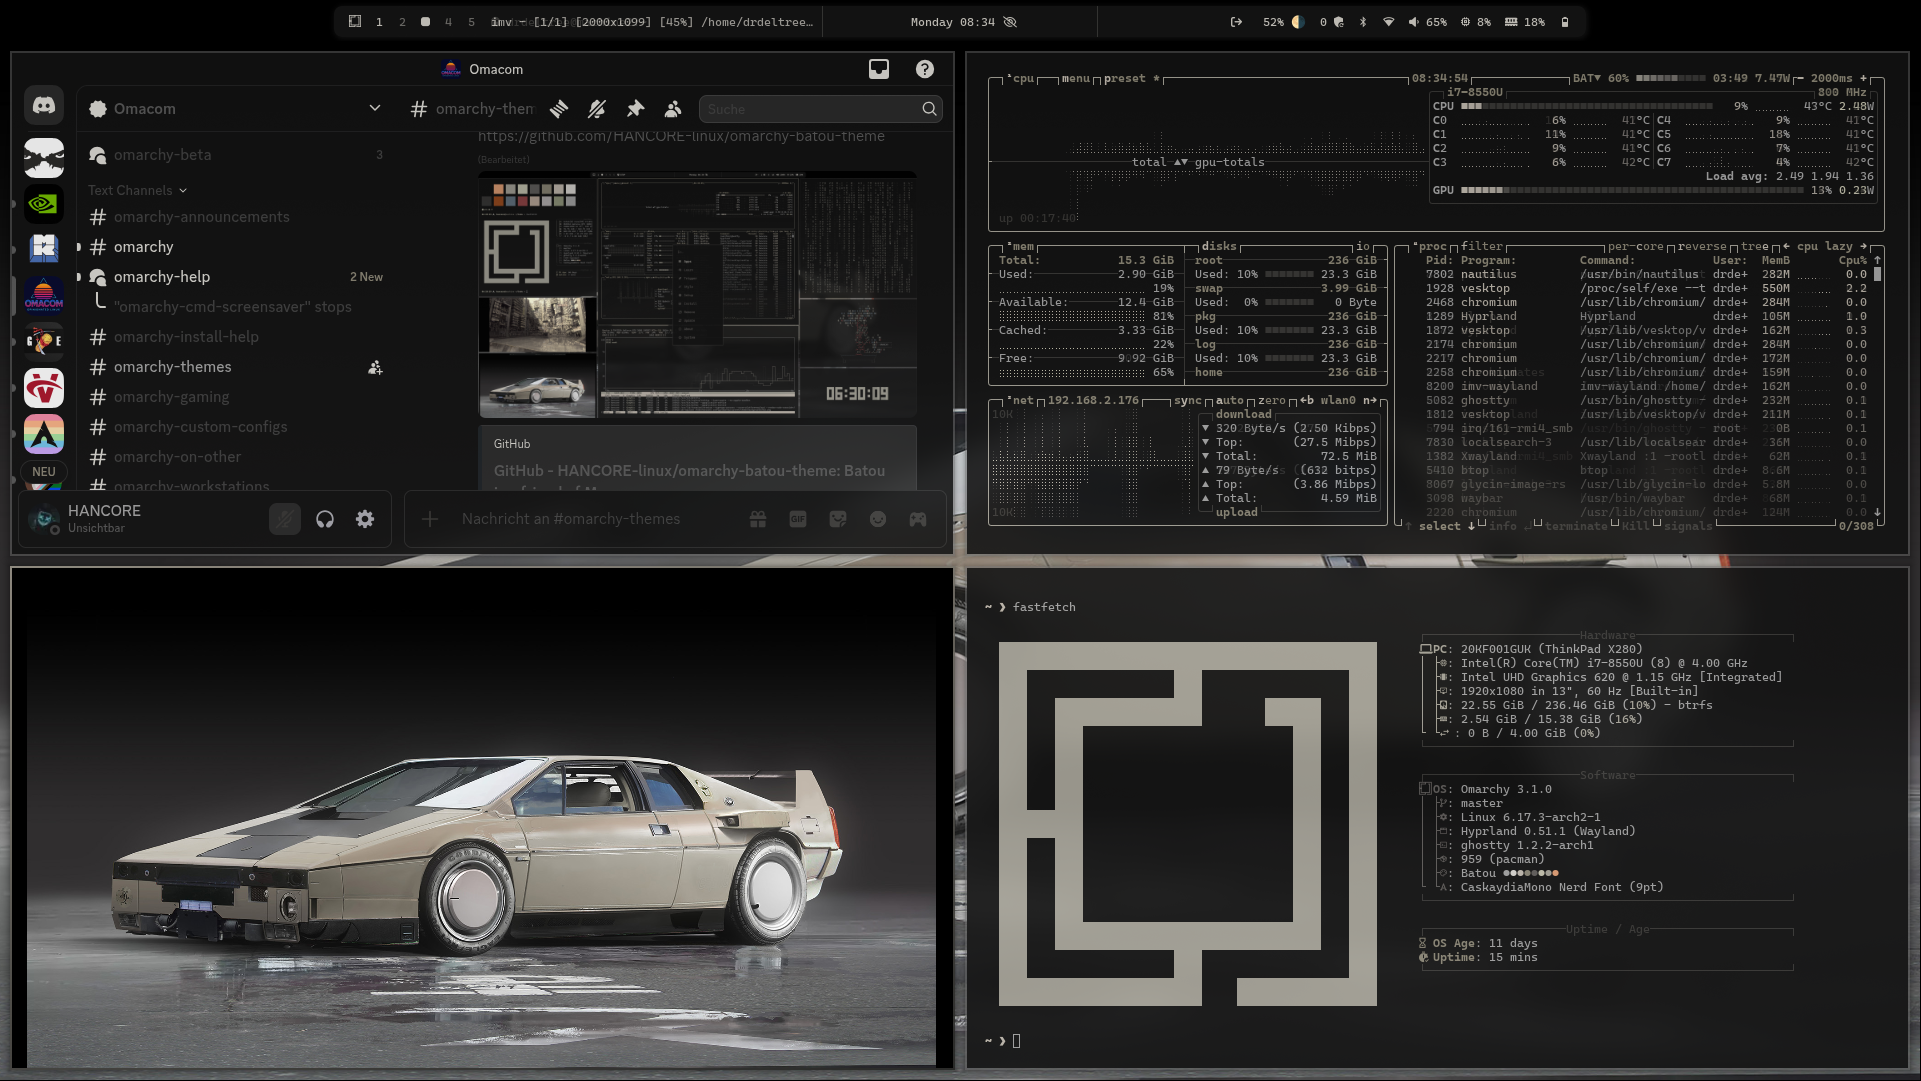 1 2 4 5 imv - [1/1] [2000x1099] [45%] /home/drdeltree…
Monday 08:34
52% 0 65% 8% 18%
Omacom
Omacom
# omarchy-them
Suche
omarchy-beta 3
Text Channels
# omarchy-announcements
# omarchy
omarchy-help 2 New
"omarchy-cmd-screensaver" stops
# omarchy-install-help
# omarchy-themes
# omarchy-gaming
# omarchy-custom-configs
# omarchy-on-other
# omarchy-workstations
NEU
HANCORE
Unsichtbar
https://github.com/HANCORE-linux/omarchy-batou-theme
(Bearbeitet)
06:30:09
GitHub
GitHub - HANCORE-linux/omarchy-batou-theme: Batou
Nachricht an #omarchy-themes
GIF
cpu menu preset * 08:34:54 BAT▼ 60% 03:49 7.47W - 2000ms +
i7-8550U 800 MHz
CPU 9% 43°C 2.48W
C0 6% 41°C C4 9% 41°C
C1 11% 41°C C5 18% 41°C
C2 9% 41°C C6 7% 41°C
C3 6% 42°C C7 4% 42°C
Load avg: 2.49 1.94 1.36
GPU 13% 0.23W
total ▲▼ gpu-totals
up 00:17:40
mem
Total: 15.3 GiB
Used: 2.90 GiB
19%
Available: 12.4 GiB
81%
Cached: 3.33 GiB
22%
Free: 9.92 GiB
65%
disks io
root 236 GiB
Used: 10% 23.3 GiB
swap 3.99 GiB
Used: 0% 0 Byte
pkg 236 GiB
Used: 10% 23.3 GiB
log 236 GiB
Used: 10% 23.3 GiB
home 236 GiB
net 192.168.2.176 sync auto zero ←b wlan0 n→
10K
download
▼ 320 Byte/s (2.50 Kibps)
▼ Top: (27.5 Mibps)
▼ Total: 72.5 MiB
▲ 79 Byte/s (632 bitps)
▲ Top: (3.86 Mibps)
▲ Total: 4.59 MiB
10K
upload
proc filter per-core reverse tree ← cpu lazy →
Pid: Program: Command: User: MemB Cpu% ↑
7802 nautilus /usr/bin/nautilus drde+ 282M 0.0
1928 vesktop /proc/self/exe --t drde+ 550M 2.2
2468 chromium /usr/lib/chromium/ drde+ 284M 0.0
1289 Hyprland Hyprland drde+ 105M 1.0
1872 vesktop /usr/lib/vesktop/v drde+ 162M 0.3
2174 chromium /usr/lib/chromium/ drde+ 284M 0.0
2217 chromium /usr/lib/chromium/ drde+ 172M 0.0
2258 chromium /usr/lib/chromium/ drde+ 159M 0.0
8200 imv-wayland imv-wayland /home/ drde+ 162M 0.0
5082 ghostty /usr/bin/ghostty drde+ 232M 0.1
1812 vesktop /usr/lib/vesktop/v drde+ 211M 0.1
794 irq/161-rmi4_smb root 0B 0.1
7830 localsearch-3 /usr/lib/localsear drde+ 36M 0.0
1382 Xwayland Xwayland :1 -rootl drde+ 62M 0.1
5410 btop btop drde+ 8.6M 0.1
8067 glycin-image-rs /usr/lib/glycin-lo drde+ 0.0
3098 waybar /usr/bin/waybar drde+ 68M 0.1
2220 chromium /usr/lib/chromium/ drde+ 124M 0.0
↑ select ↓ info ↲ terminate Kill signals 0/308
~ ❯ fastfetch
Hardware
PC: 20KF001GUK (ThinkPad X280)
: Intel(R) Core(TM) i7-8550U (8) @ 4.00 GHz
: Intel UHD Graphics 620 @ 1.15 GHz [Integrated]
: 1920x1080 in 13", 60 Hz [Built-in]
: 22.55 GiB / 236.46 GiB (10%) - btrfs
: 2.54 GiB / 15.38 GiB (16%)
: 0 B / 4.00 GiB (0%)
Software
OS: Omarchy 3.1.0
: master
: Linux 6.17.3-arch2-1
: Hyprland 0.51.1 (Wayland)
: ghostty 1.2.2-arch1
: 959 (pacman)
: Batou
: CaskaydiaMono Nerd Font (9pt)
Uptime / Age
OS Age: 11 days
Uptime: 15 mins
~ ❯